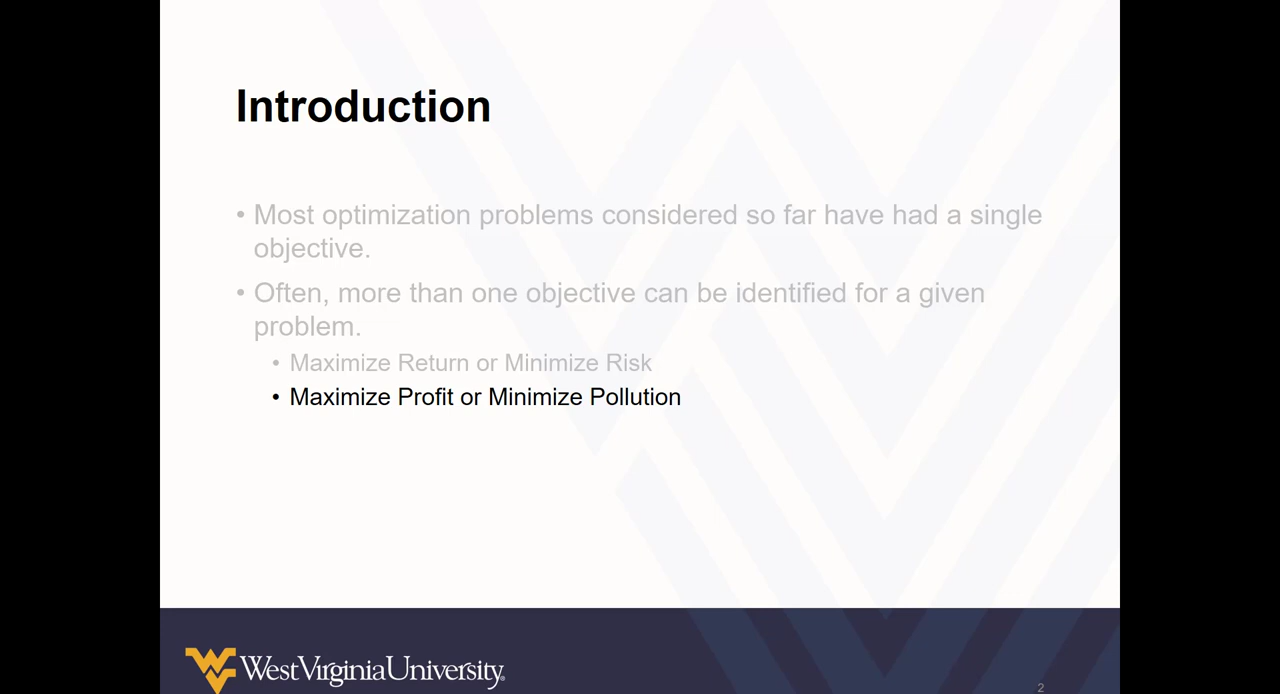 Introduction
• Most optimization problems considered so far have had a single
objective.
• Often, more than one objective can be identified for a given
problem.
• Maximize Return or Minimize Risk
• Maximize Profit or Minimize Pollution
WestVirginiaUniversity®
2